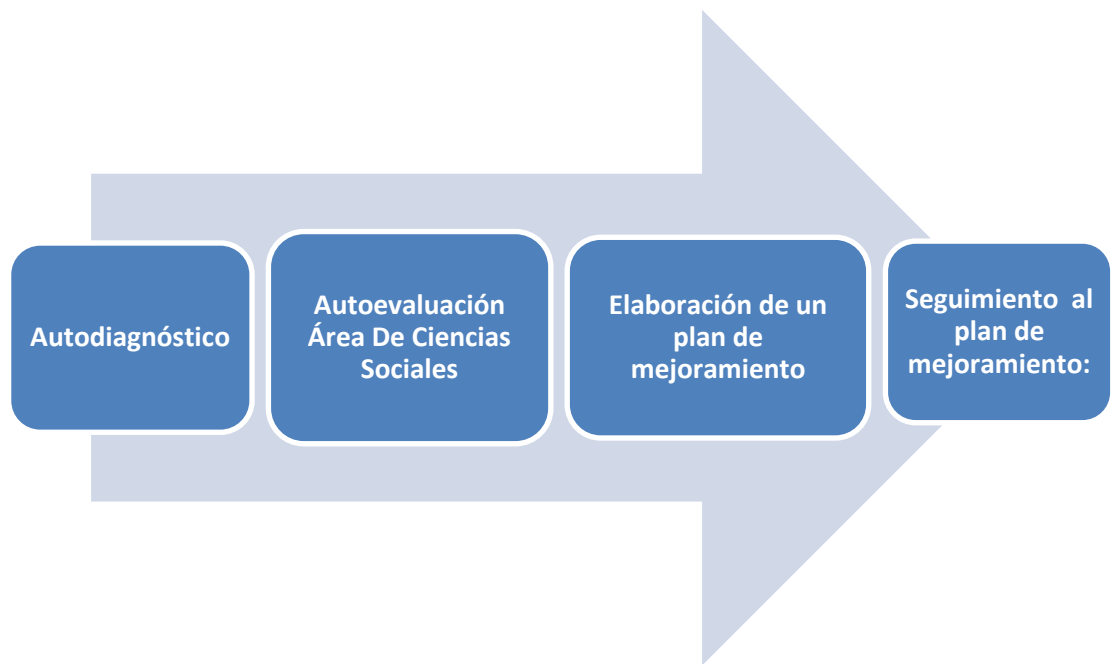 Autodiagnóstico
Autoevaluación
Área De Ciencias
Sociales
Elaboración de un
plan de
mejoramiento
Seguimiento  al
plan de
mejoramiento: